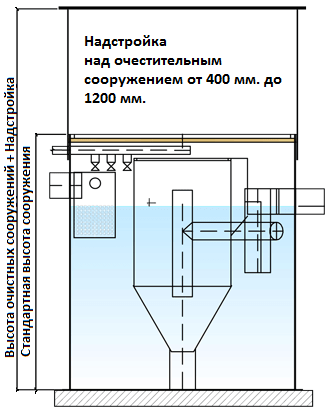 Надстройка
над очестительным
сооружением от 400 мм. до
1200 мм.
Высота очистных сооружений + Надстройка
Стандартная высота сооружения